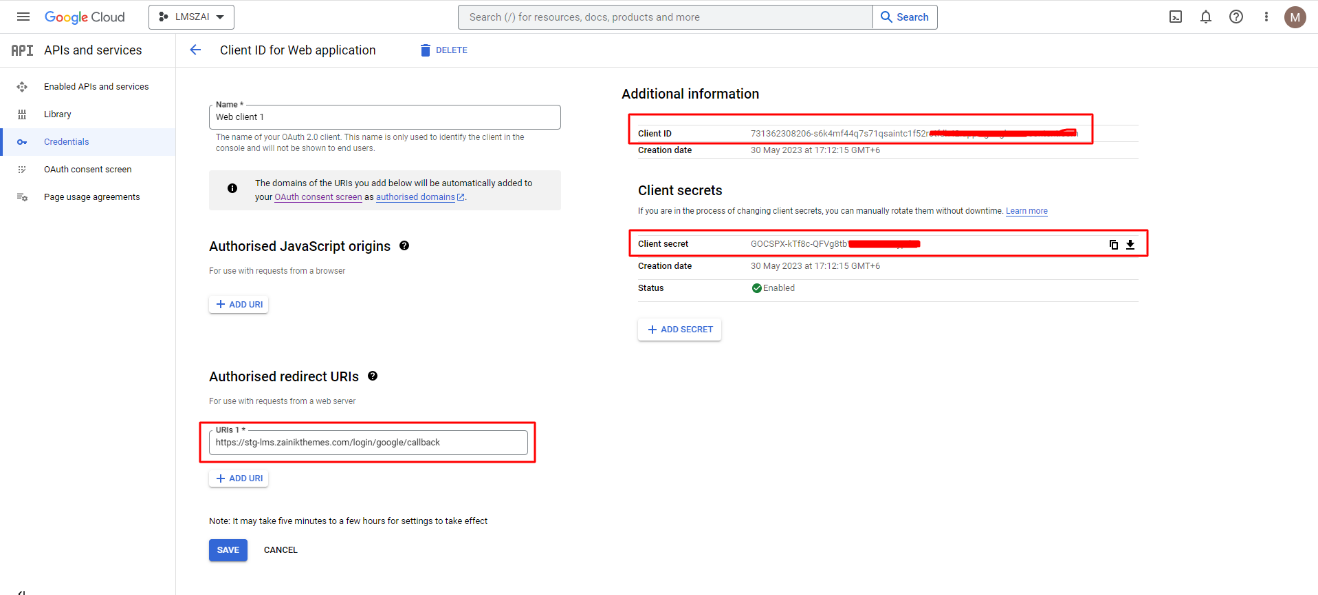 Google Cloud
LMSZAI
Search (/) for resources, docs, products and more
Search
M
API APIs and services
Client ID for Web application
DELETE
Enabled APIs and services
Library
Credentials
OAuth consent screen
Page usage agreements
Name *
Web client 1
The name of your OAuth 2.0 client. This name is only used to identify the client in the
console and will not be shown to end users.
The domains of the URIs you add below will be automatically added to
your OAuth consent screen as authorised domains.
Authorised JavaScript origins
For use with requests from a browser
+ ADD URI
Authorised redirect URIs
For use with requests from a web server
URIs 1 *
https://stg-lms.zainikthemes.com/login/google/callback
+ ADD URI
Note: It may take five minutes to a few hours for settings to take effect
SAVE
CANCEL
Additional information
Client ID 731362308206-s6k4mf44q7s71qsaintc1f52
Creation date 30 May 2023 at 17:12:15 GMT+6
Client secrets
If you are in the process of changing client secrets, you can manually rotate them without downtime. Learn more
Client secret GOCSPX-kTf8c-QFVg8tb
Creation date 30 May 2023 at 17:12:15 GMT+6
Status Enabled
+ ADD SECRET